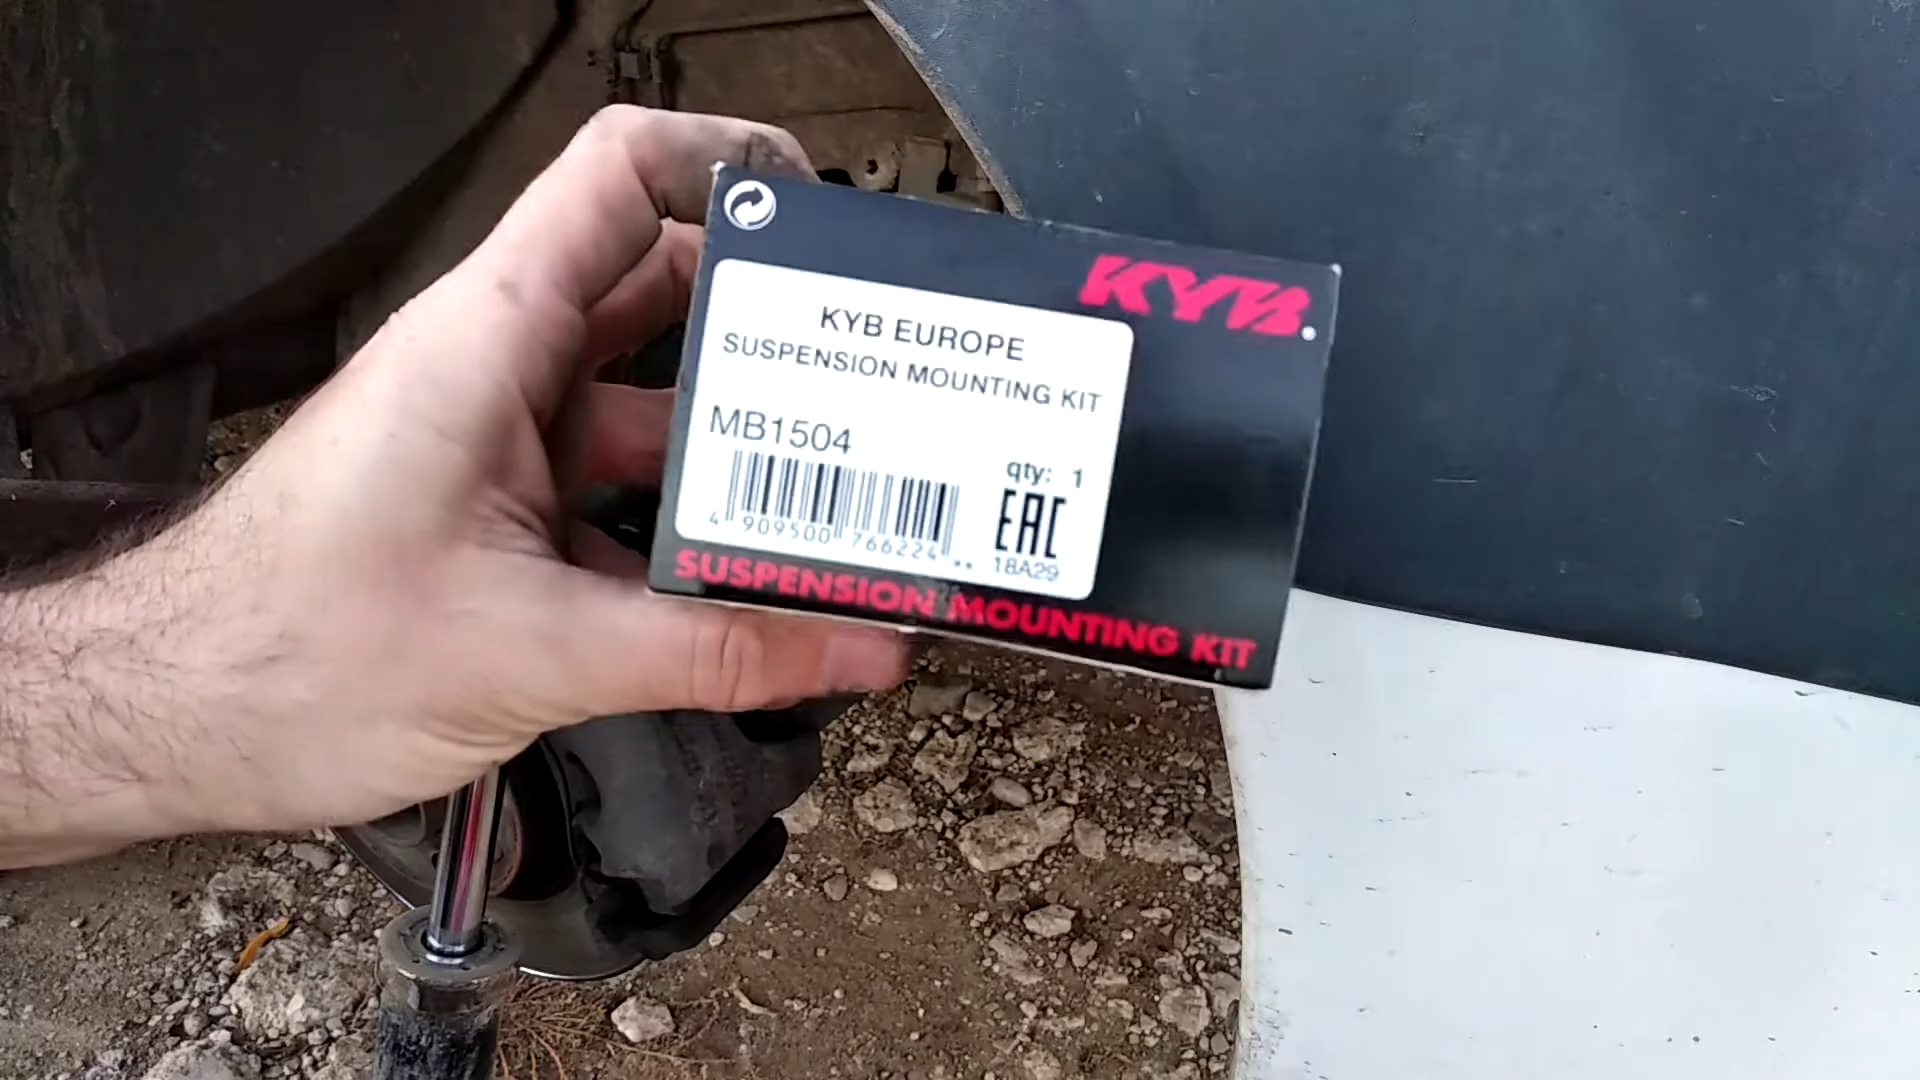 KYB
KYB EUROPE
SUSPENSION MOUNTING KIT
MB1504
qty: 1
4 909500 766224
EAC
18A29
SUSPENSION MOUNTING KIT